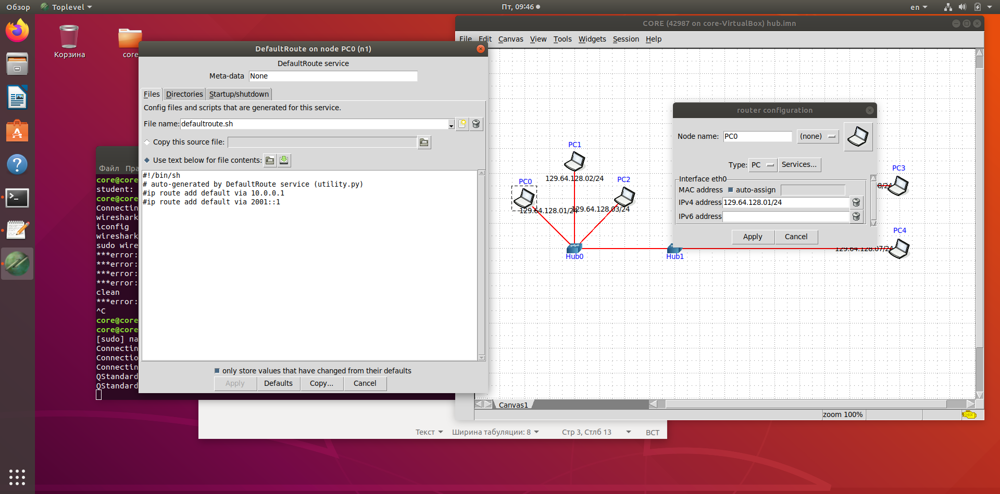 Обзор
Toplevel
Пт, 09:46
en
Корзина
core
CORE (42987 on core-VirtualBox) hub.imn
File Edit Canvas View Tools Widgets Session Help
DefaultRoute on node PC0 (n1)
DefaultRoute service
Meta-data None
Files Directories Startup/shutdown
Config files and scripts that are generated for this service.
File name: defaultroute.sh
Copy this source file:
Use text below for file contents:
#!/bin/sh
# auto-generated by DefaultRoute service (utility.py)
#ip route add default via 10.0.0.1
#ip route add default via 2001::1
only store values that have changed from their defaults
Apply Defaults Copy... Cancel
Файл Пра
core@core
student:
core@core
Connectin
wireshark
iconfig
wireshark
sudo wire
***error:
***error:
***error:
***error:
clean
***error:
^C
core@core
core@core
[sudo] па
Connectin
Connectio
Connectin
QStandard
QStandard
router configuration
Node name: PC0 (none)
Type: PC Services...
Interface eth0
MAC address auto-assign
IPv4 address 129.64.128.01/24
IPv6 address
Apply Cancel
PC1
129.64.128.02/24
PC0
PC2
129.64.128.01/24
129.64.128.03/24
Hub0
Hub1
PC3
8/24
PC4
129.64.128.07/24
Canvas1
zoom 100%
CHECK
Текст Ширина табуляции: 8 Стр 3, Стлб 13 ВСТ